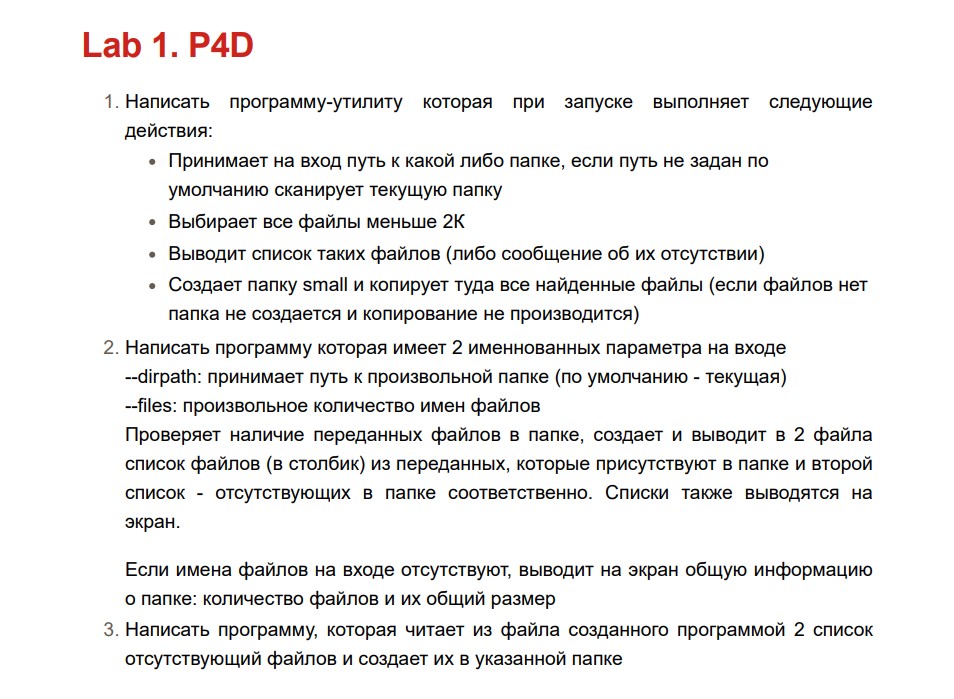 Lab 1. P4D
1. Написать программу-утилиту которая при запуске выполняет следующие
действия:
• Принимает на вход путь к какой либо папке, если путь не задан по
умолчанию сканирует текущую папку
• Выбирает все файлы меньше 2К
• Выводит список таких файлов (либо сообщение об их отсутствии)
• Создает папку small и копирует туда все найденные файлы (если файлов нет
папка не создается и копирование не производится)
2. Написать программу которая имеет 2 именнованных параметра на входе
--dirpath: принимает путь к произвольной папке (по умолчанию - текущая)
--files: произвольное количество имен файлов
Проверяет наличие переданных файлов в папке, создает и выводит в 2 файла
список файлов (в столбик) из переданных, которые присутствуют в папке и второй
список - отсутствующих в папке соответственно. Списки также выводятся на
экран.
Если имена файлов на входе отсутствуют, выводит на экран общую информацию
о папке: количество файлов и их общий размер
3. Написать программу, которая читает из файла созданного программой 2 список
отсутствующий файлов и создает их в указанной папке